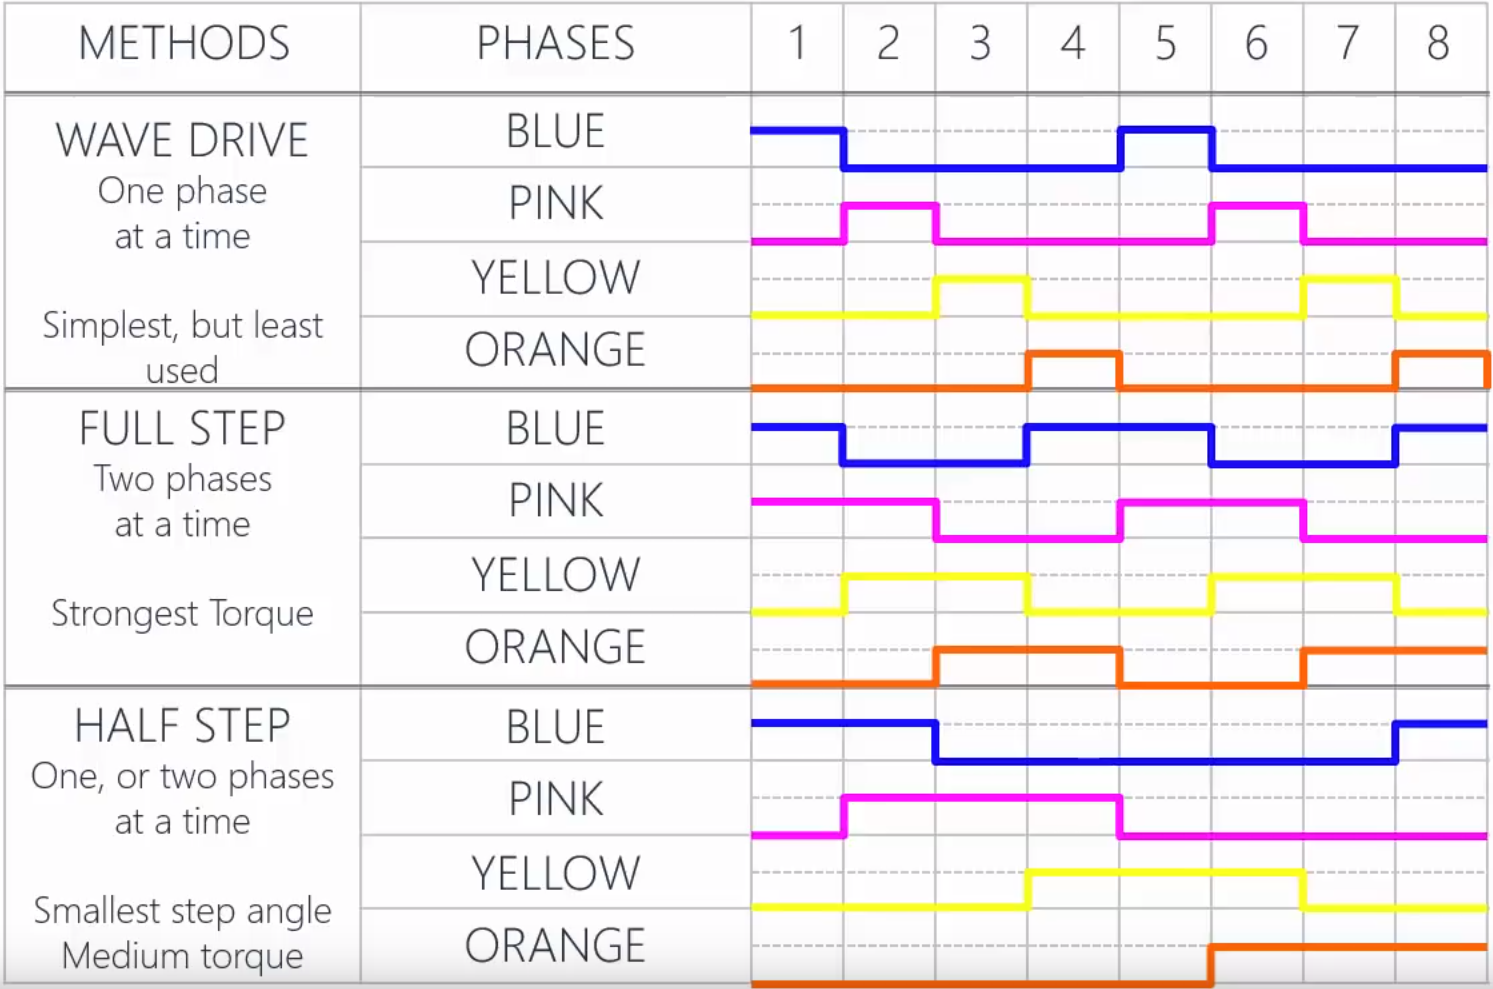 METHODS PHASES 1 2 3 4 5 6 7 8
WAVE DRIVE
One phase
at a time
Simplest, but least
used
BLUE
PINK
YELLOW
ORANGE
FULL STEP
Two phases
at a time
Strongest Torque
BLUE
PINK
YELLOW
ORANGE
HALF STEP
One, or two phases
at a time
Smallest step angle
Medium torque
BLUE
PINK
YELLOW
ORANGE